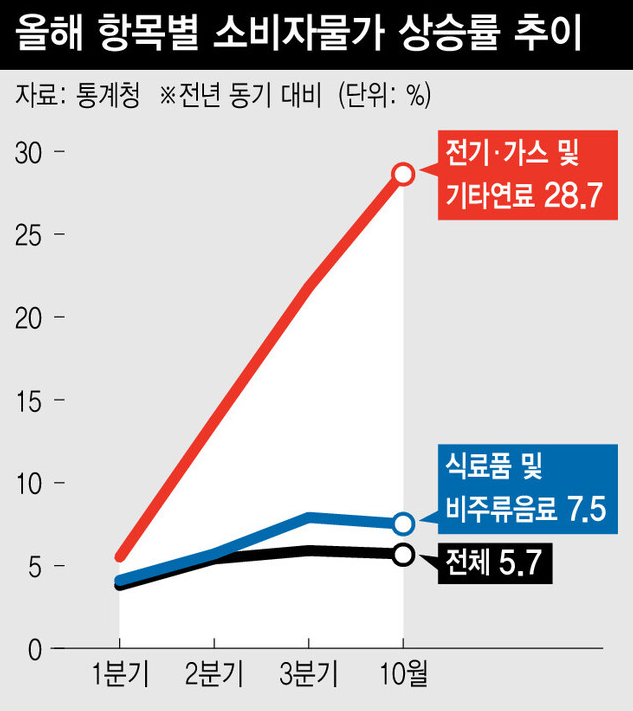 올해 항목별 소비자물가 상승률 추이
자료: 통계청 ※전년 동기 대비 (단위: %)
30
25
20
15
10
5
0
전기·가스 및
기타연료 28.7
식료품 및
비주류음료 7.5
전체 5.7
1분기 2분기 3분기 10월